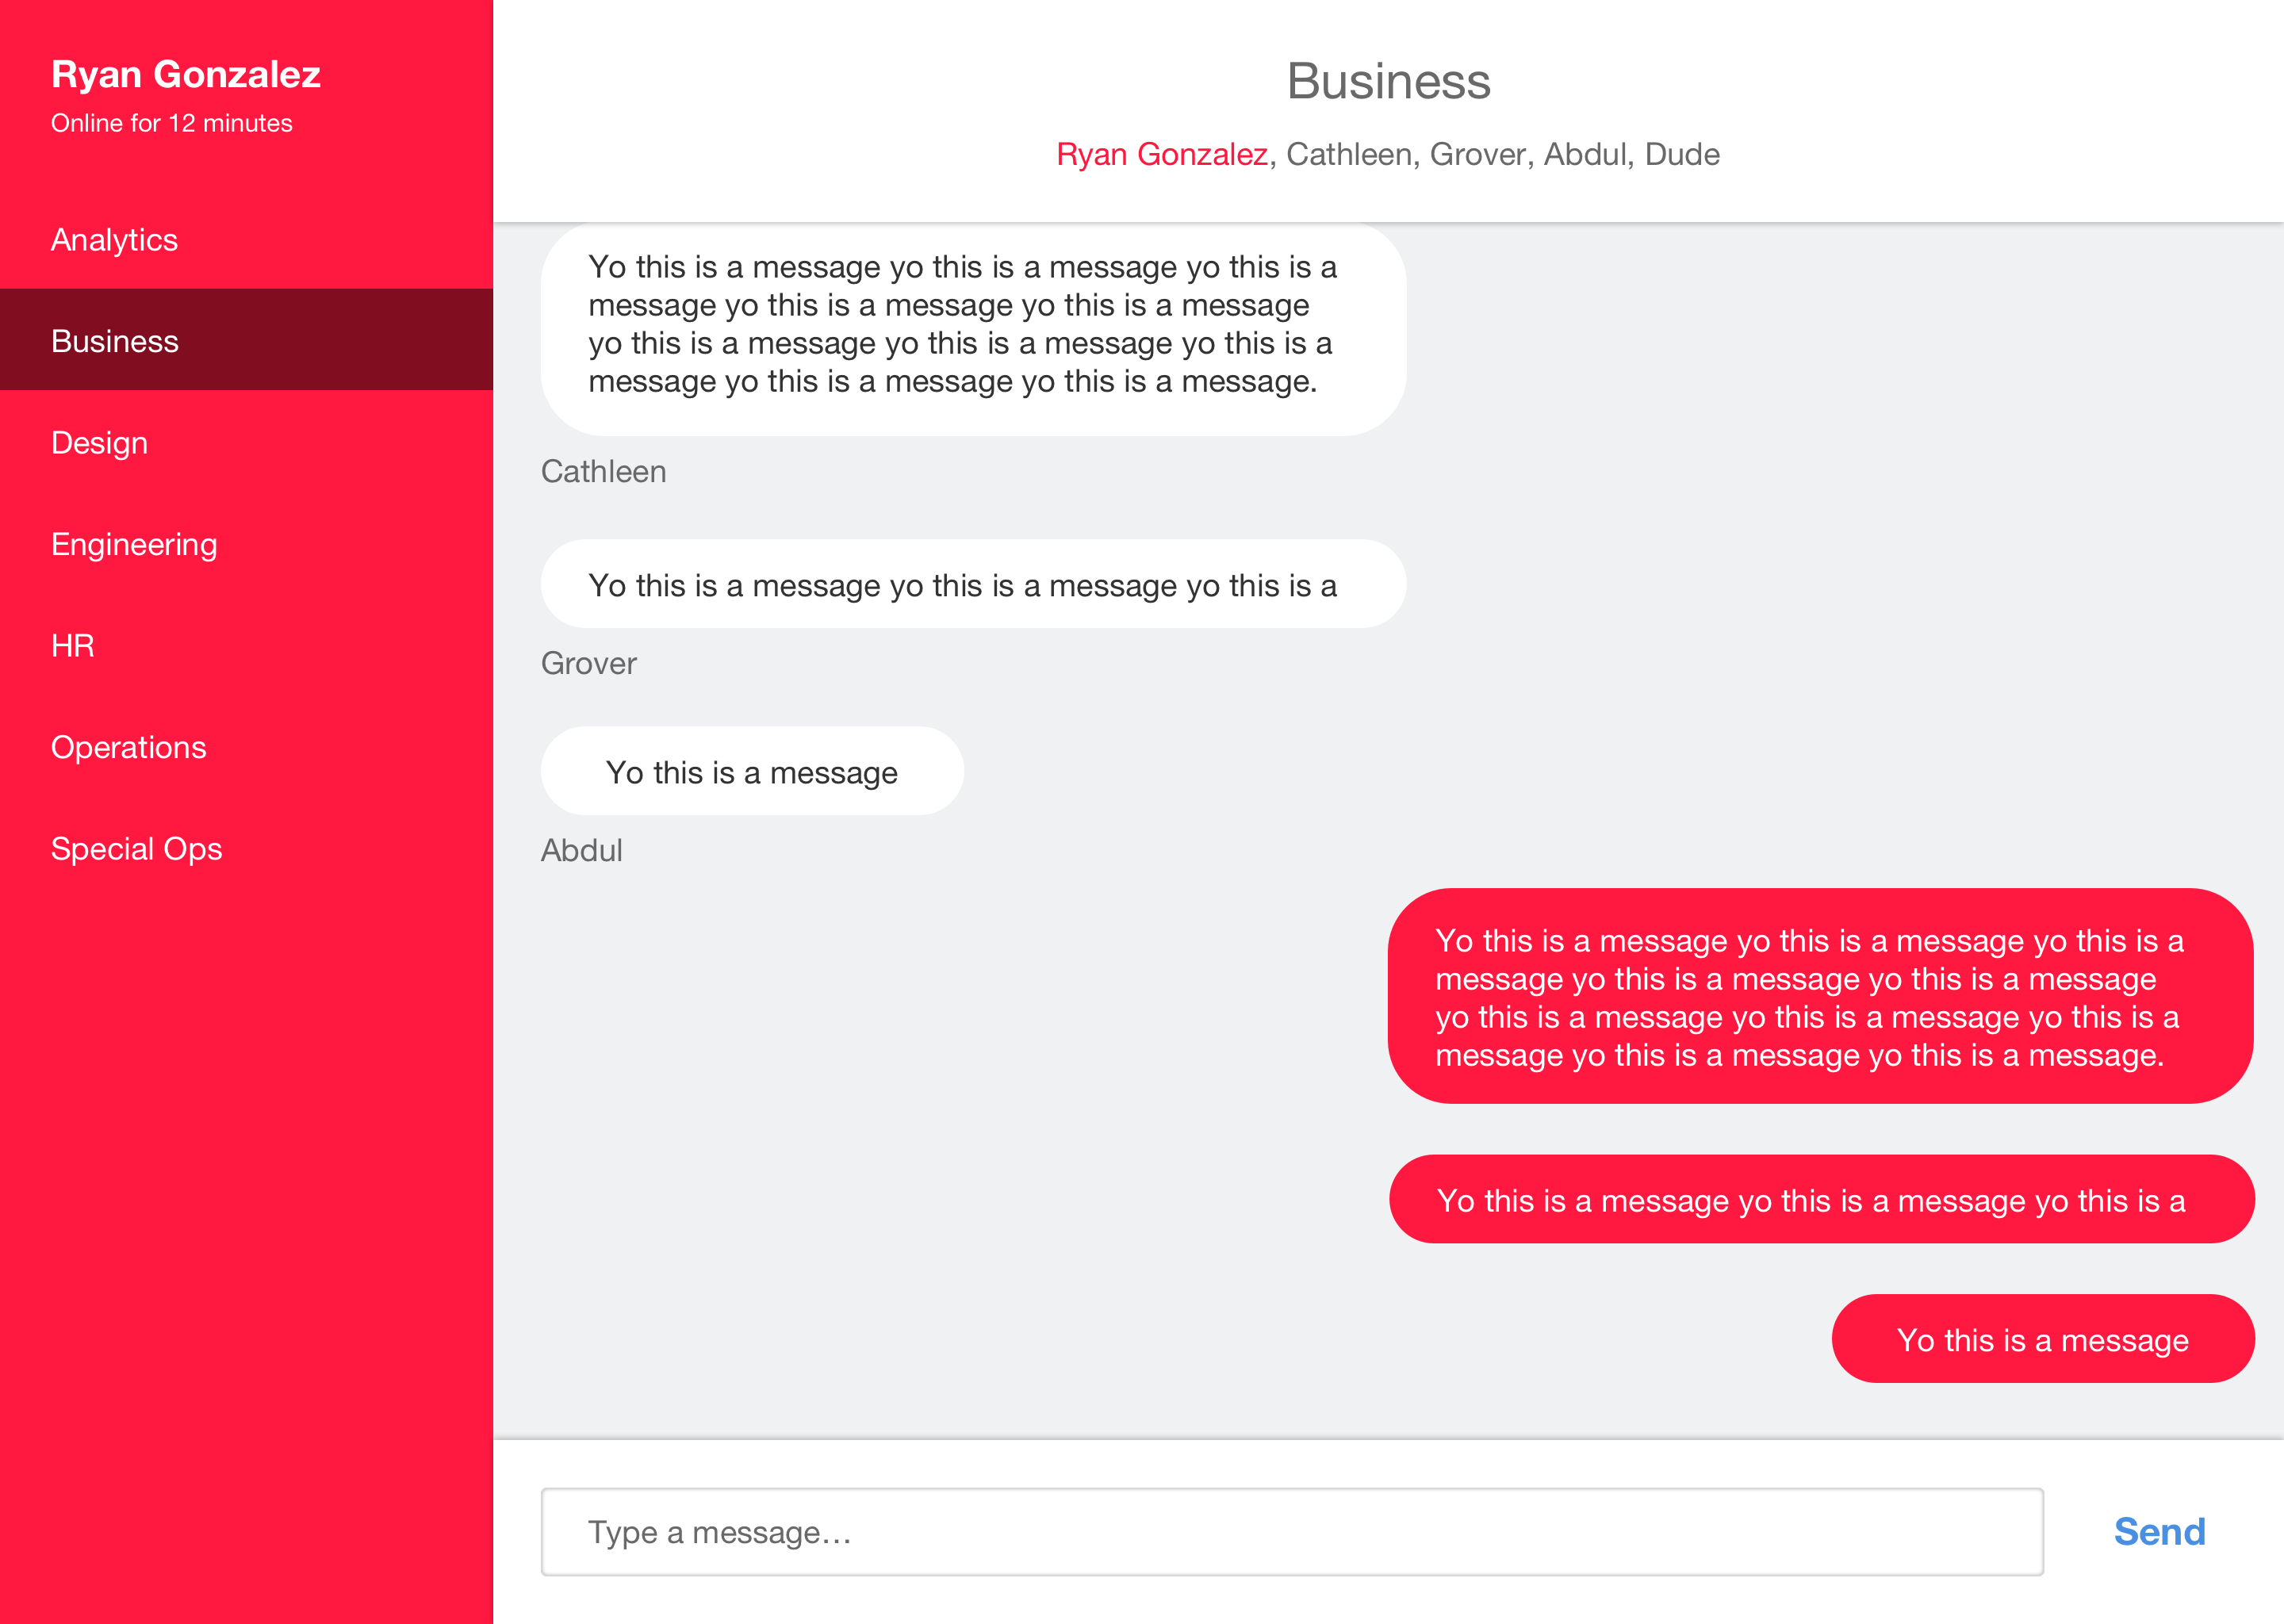 Ryan Gonzalez
Online for 12 minutes
Analytics
Business
Design
Engineering
HR
Operations
Special Ops
Business
Ryan Gonzalez, Cathleen, Grover, Abdul, Dude
Yo this is a message yo this is a message yo this is a
message yo this is a message yo this is a message
yo this is a message yo this is a message yo this is a
message yo this is a message yo this is a message.
Cathleen
Yo this is a message yo this is a message yo this is a
Grover
Yo this is a message
Abdul
Yo this is a message yo this is a message yo this is a
message yo this is a message yo this is a message
yo this is a message yo this is a message yo this is a
message yo this is a message yo this is a message.
Yo this is a message yo this is a message yo this is a
Yo this is a message
Type a message...
Send